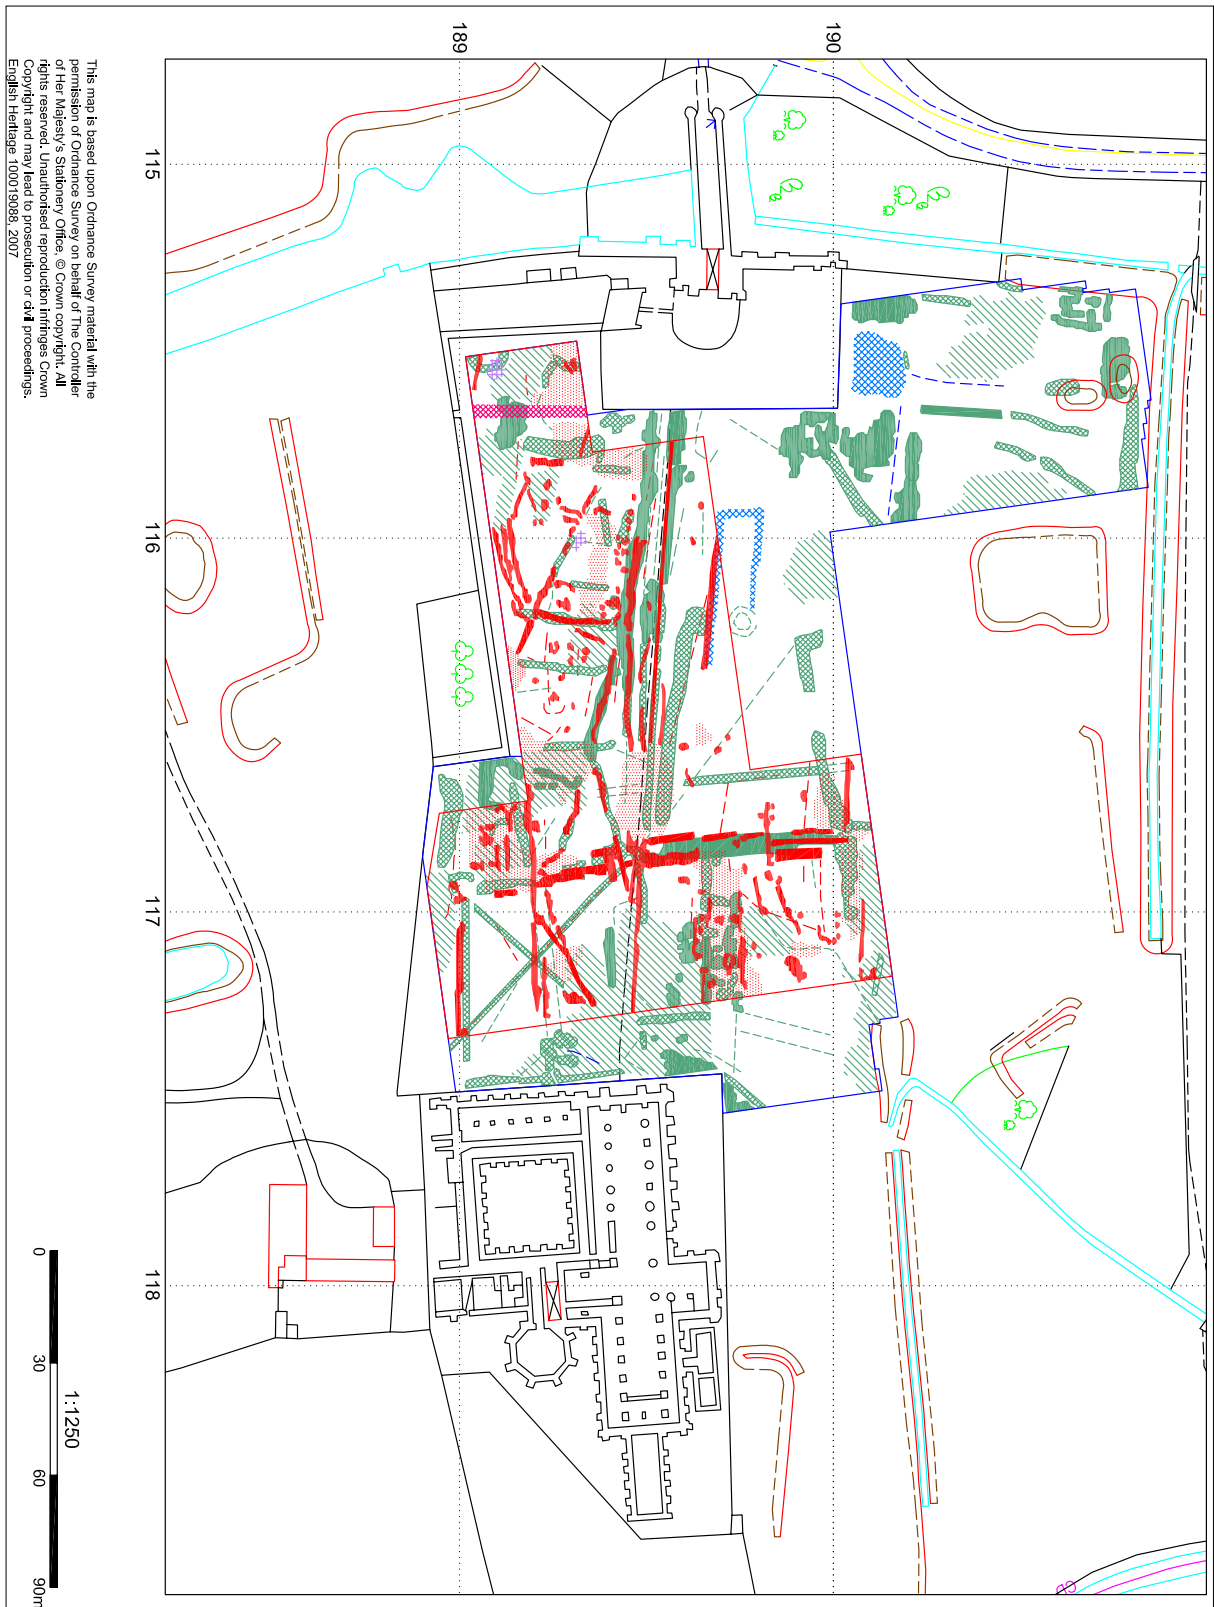 189
190
115
116
117
118
This map is based upon Ordnance Survey material with the
permission of Ordnance Survey on behalf of The Controller
of Her Majesty's Stationery Office, © Crown copyright. All
rights reserved. Unauthorised reproduction infringes Crown
Copyright and may lead to prosecution or civil proceedings.
English Heritage 100019088, 2007
0 30 60 90m
1:1250